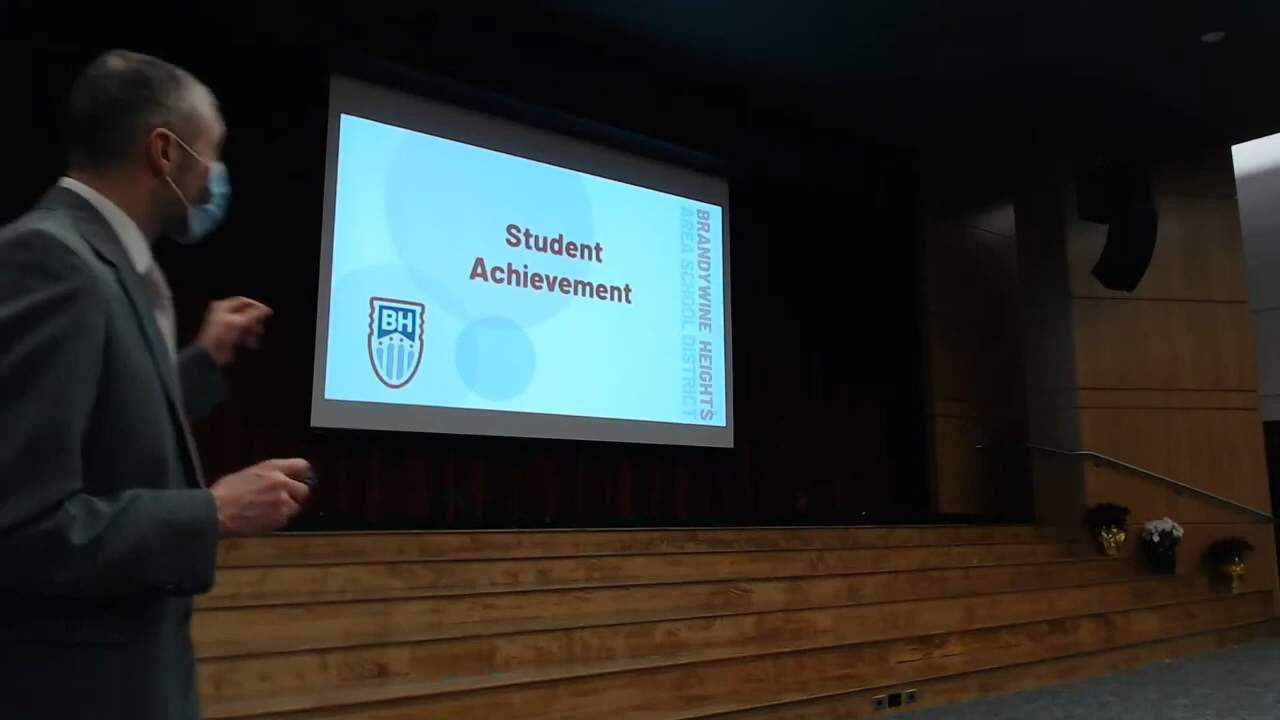 Student
Achievement
BH
BRANDYWINE HEIGHTS
AREA SCHOOL DISTRICT